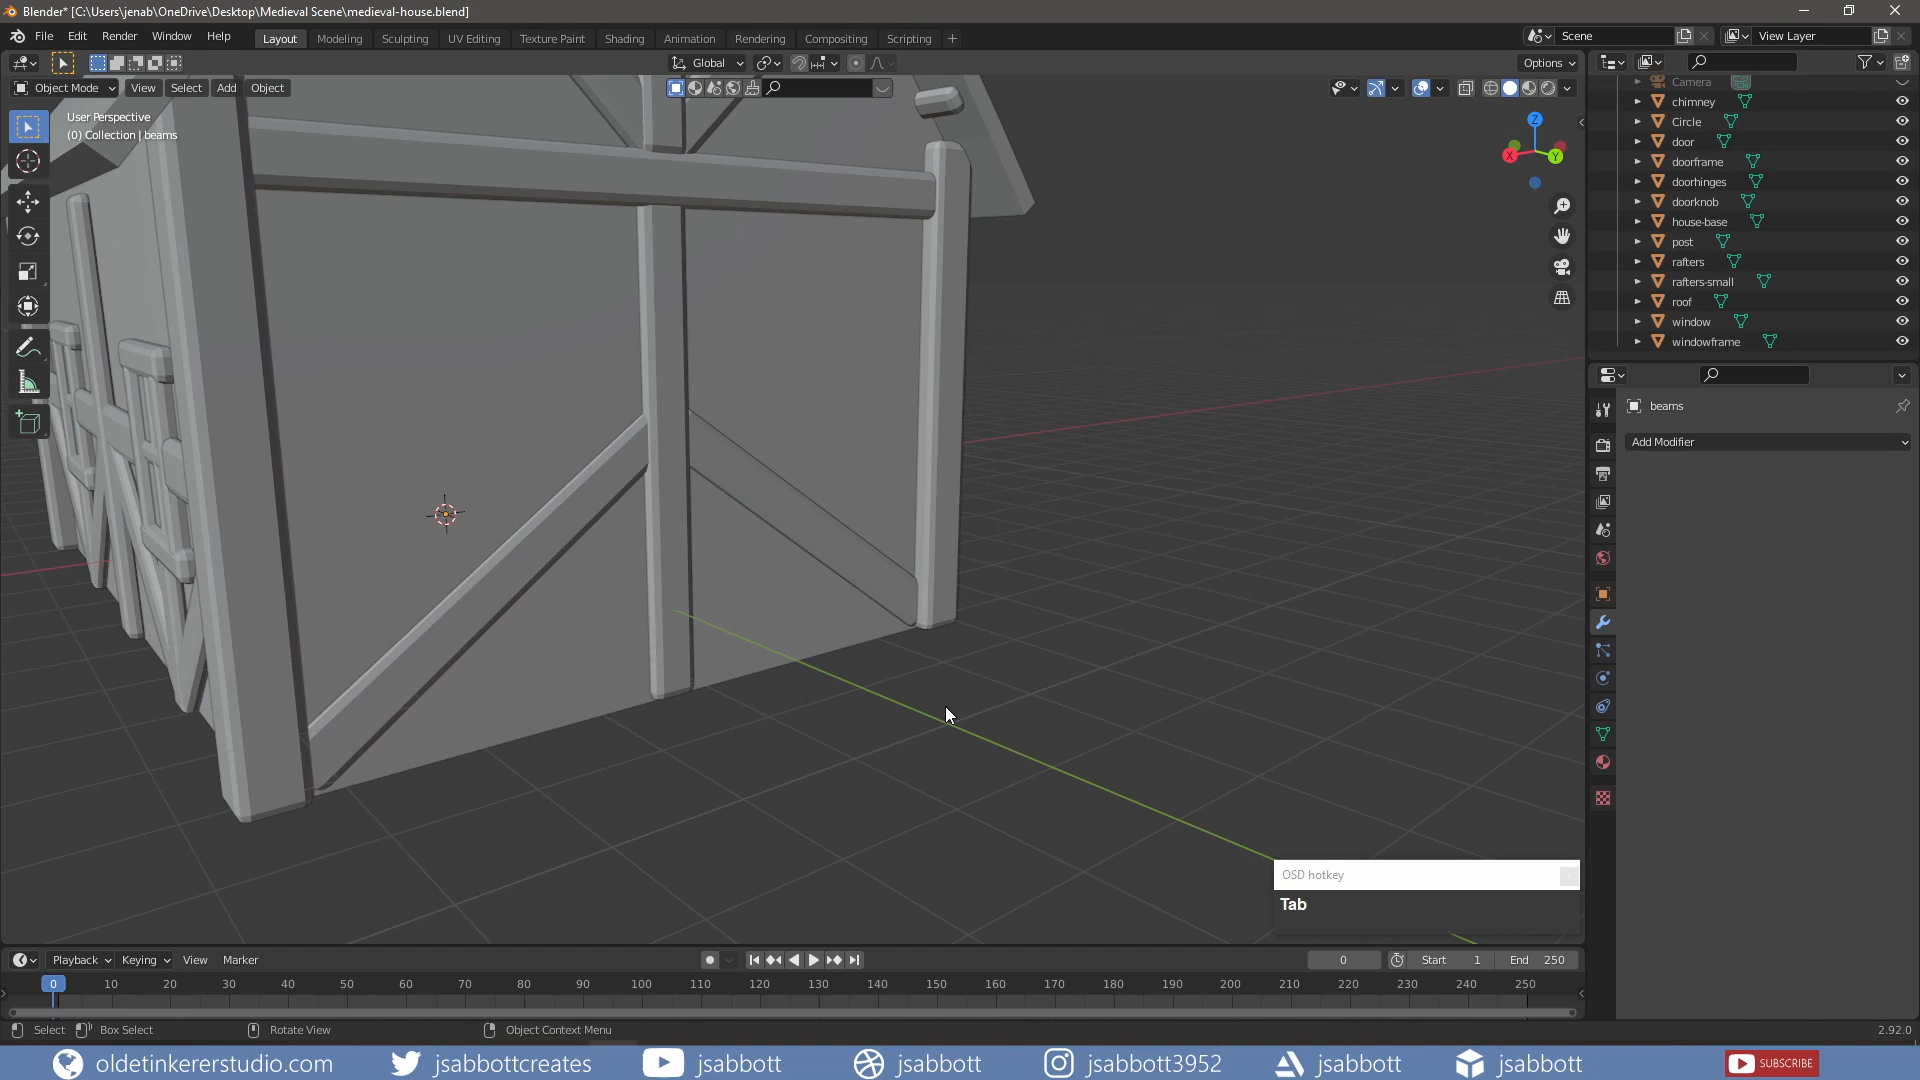 Blender* [C:\Users\jenab\OneDrive\Desktop\Medieval Scene\medieval-house.blend]
File Edit Render Window Help Layout Modeling Sculpting UV Editing Texture Paint Shading Animation Rendering Compositing Scripting + Scene View Layer
Global Options
Object Mode View Select Add Object
User Perspective
(0) Collection | beams
Z
X Y
Camera
chimney
Circle
door
doorframe
doorhinges
doorknob
house-base
post
rafters
rafters-small
roof
window
windowframe
beams
Add Modifier
OSD hotkey
Tab
Playback Keying View Marker 0 Start 1 End 250
0 10 20 30 40 50 60 70 80 90 100 110 120 130 140 150 160 170 180 190 200 210 220 230 240 250
Select Box Select Rotate View Object Context Menu 2.92.0
oldetinkererstudio.com jsabbottcreates jsabbott jsabbott jsabbott3952 jsabbott jsabbott SUBSCRIBE